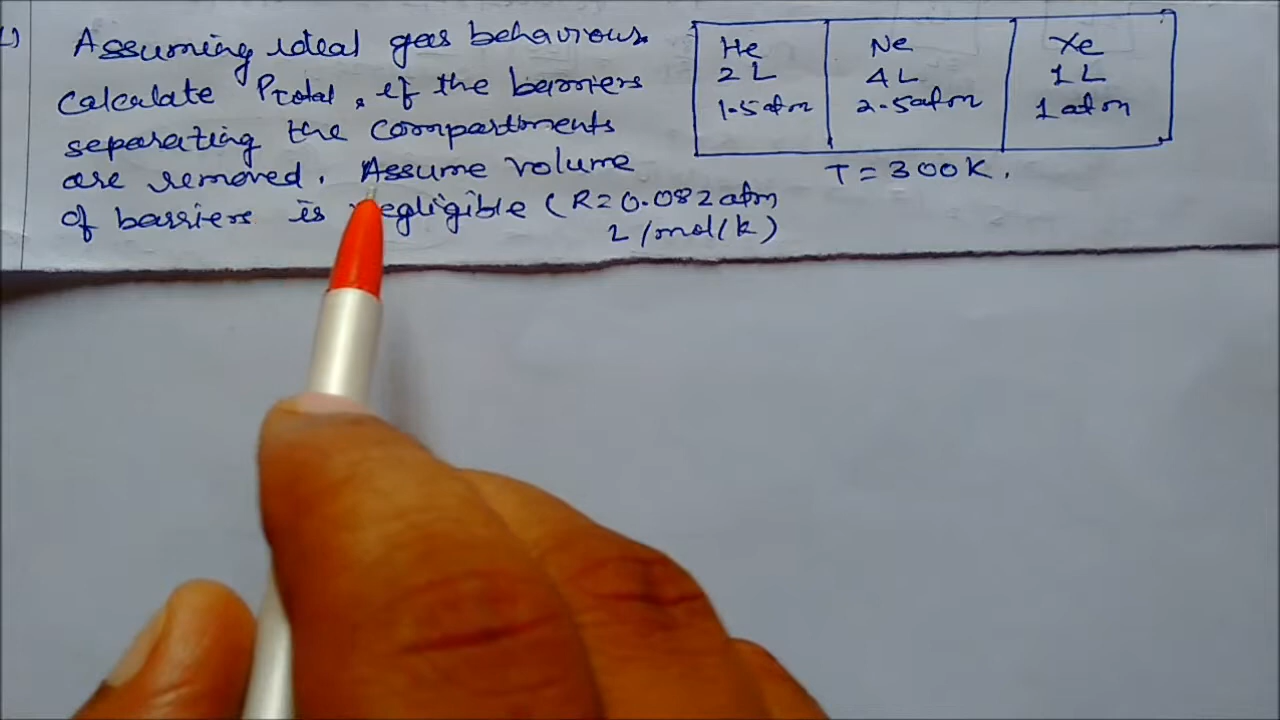 Assuming ideal gas behaviour.
Calculate Ptotal, if the barriers
separating the compartments
are removed. Assume volume
of barriers is negligible (R=0.082 atm
L/mol/k)
He
2 L
1.5 atm
Ne
4 L
2.5 atm
Xe
1 L
1 atm
T = 300 K.